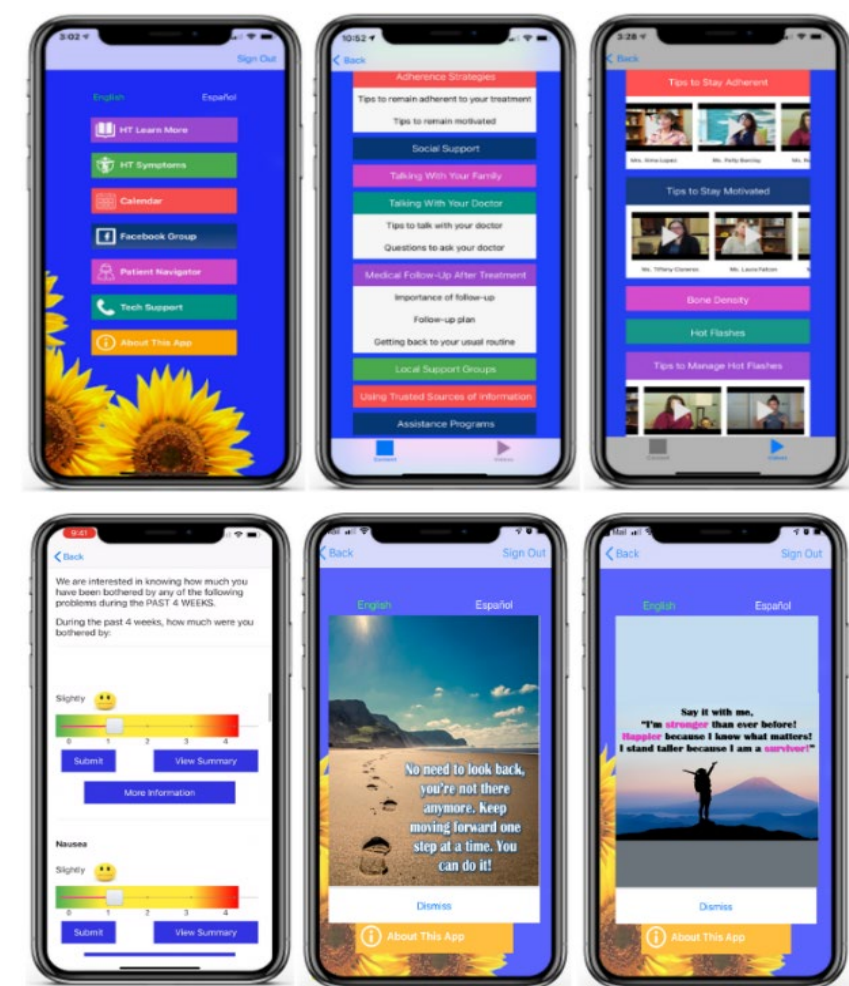 3:02
Sign Out
English
Español
HT Learn More
HT Symptoms
Calendar
Facebook Group
Patient Navigator
Tech Support
About This App
10:52
Back
Adherence Strategies
Tips to remain adherent to your treatment
Tips to remain motivated
Social Support
Talking With Your Family
Talking With Your Doctor
Tips to talk with your doctor
Questions to ask your doctor
Medical Follow-Up After Treatment
Importance of follow-up
Follow-up plan
Getting back to your usual routine
Local Support Groups
Using Trusted Sources of Information
Assistance Programs
Content
Videos
3:28
Back
Tips to Stay Adherent
Mrs. Anna Lopez
Ms. Patty Barclay
Tips to Stay Motivated
Ms. Tiffany Cisneros
Ms. Laura Falcon
Bone Density
Hot Flashes
Tips to Manage Hot Flashes
Content
Videos
9:41
Back
We are interested in knowing how much you
have been bothered by any of the following
problems during the PAST 4 WEEKS.
During the past 4 weeks, how much were you
bothered by:
Slightly
0 1 2 3 4
Submit
View Summary
More Information
Nausea
Slightly
0 1 2 3 4
Submit
View Summary
Mail
Back
Sign Out
English
Español
No need to look back,
you're not there
anymore. Keep
moving forward one
step at a time. You
can do it!
Dismiss
About This App
Mail
Back
Sign Out
English
Español
Say it with me,
"I'm stronger than ever before!
Happier because I know what matters!
I stand taller because I am a survivor!"
Dismiss
About This App